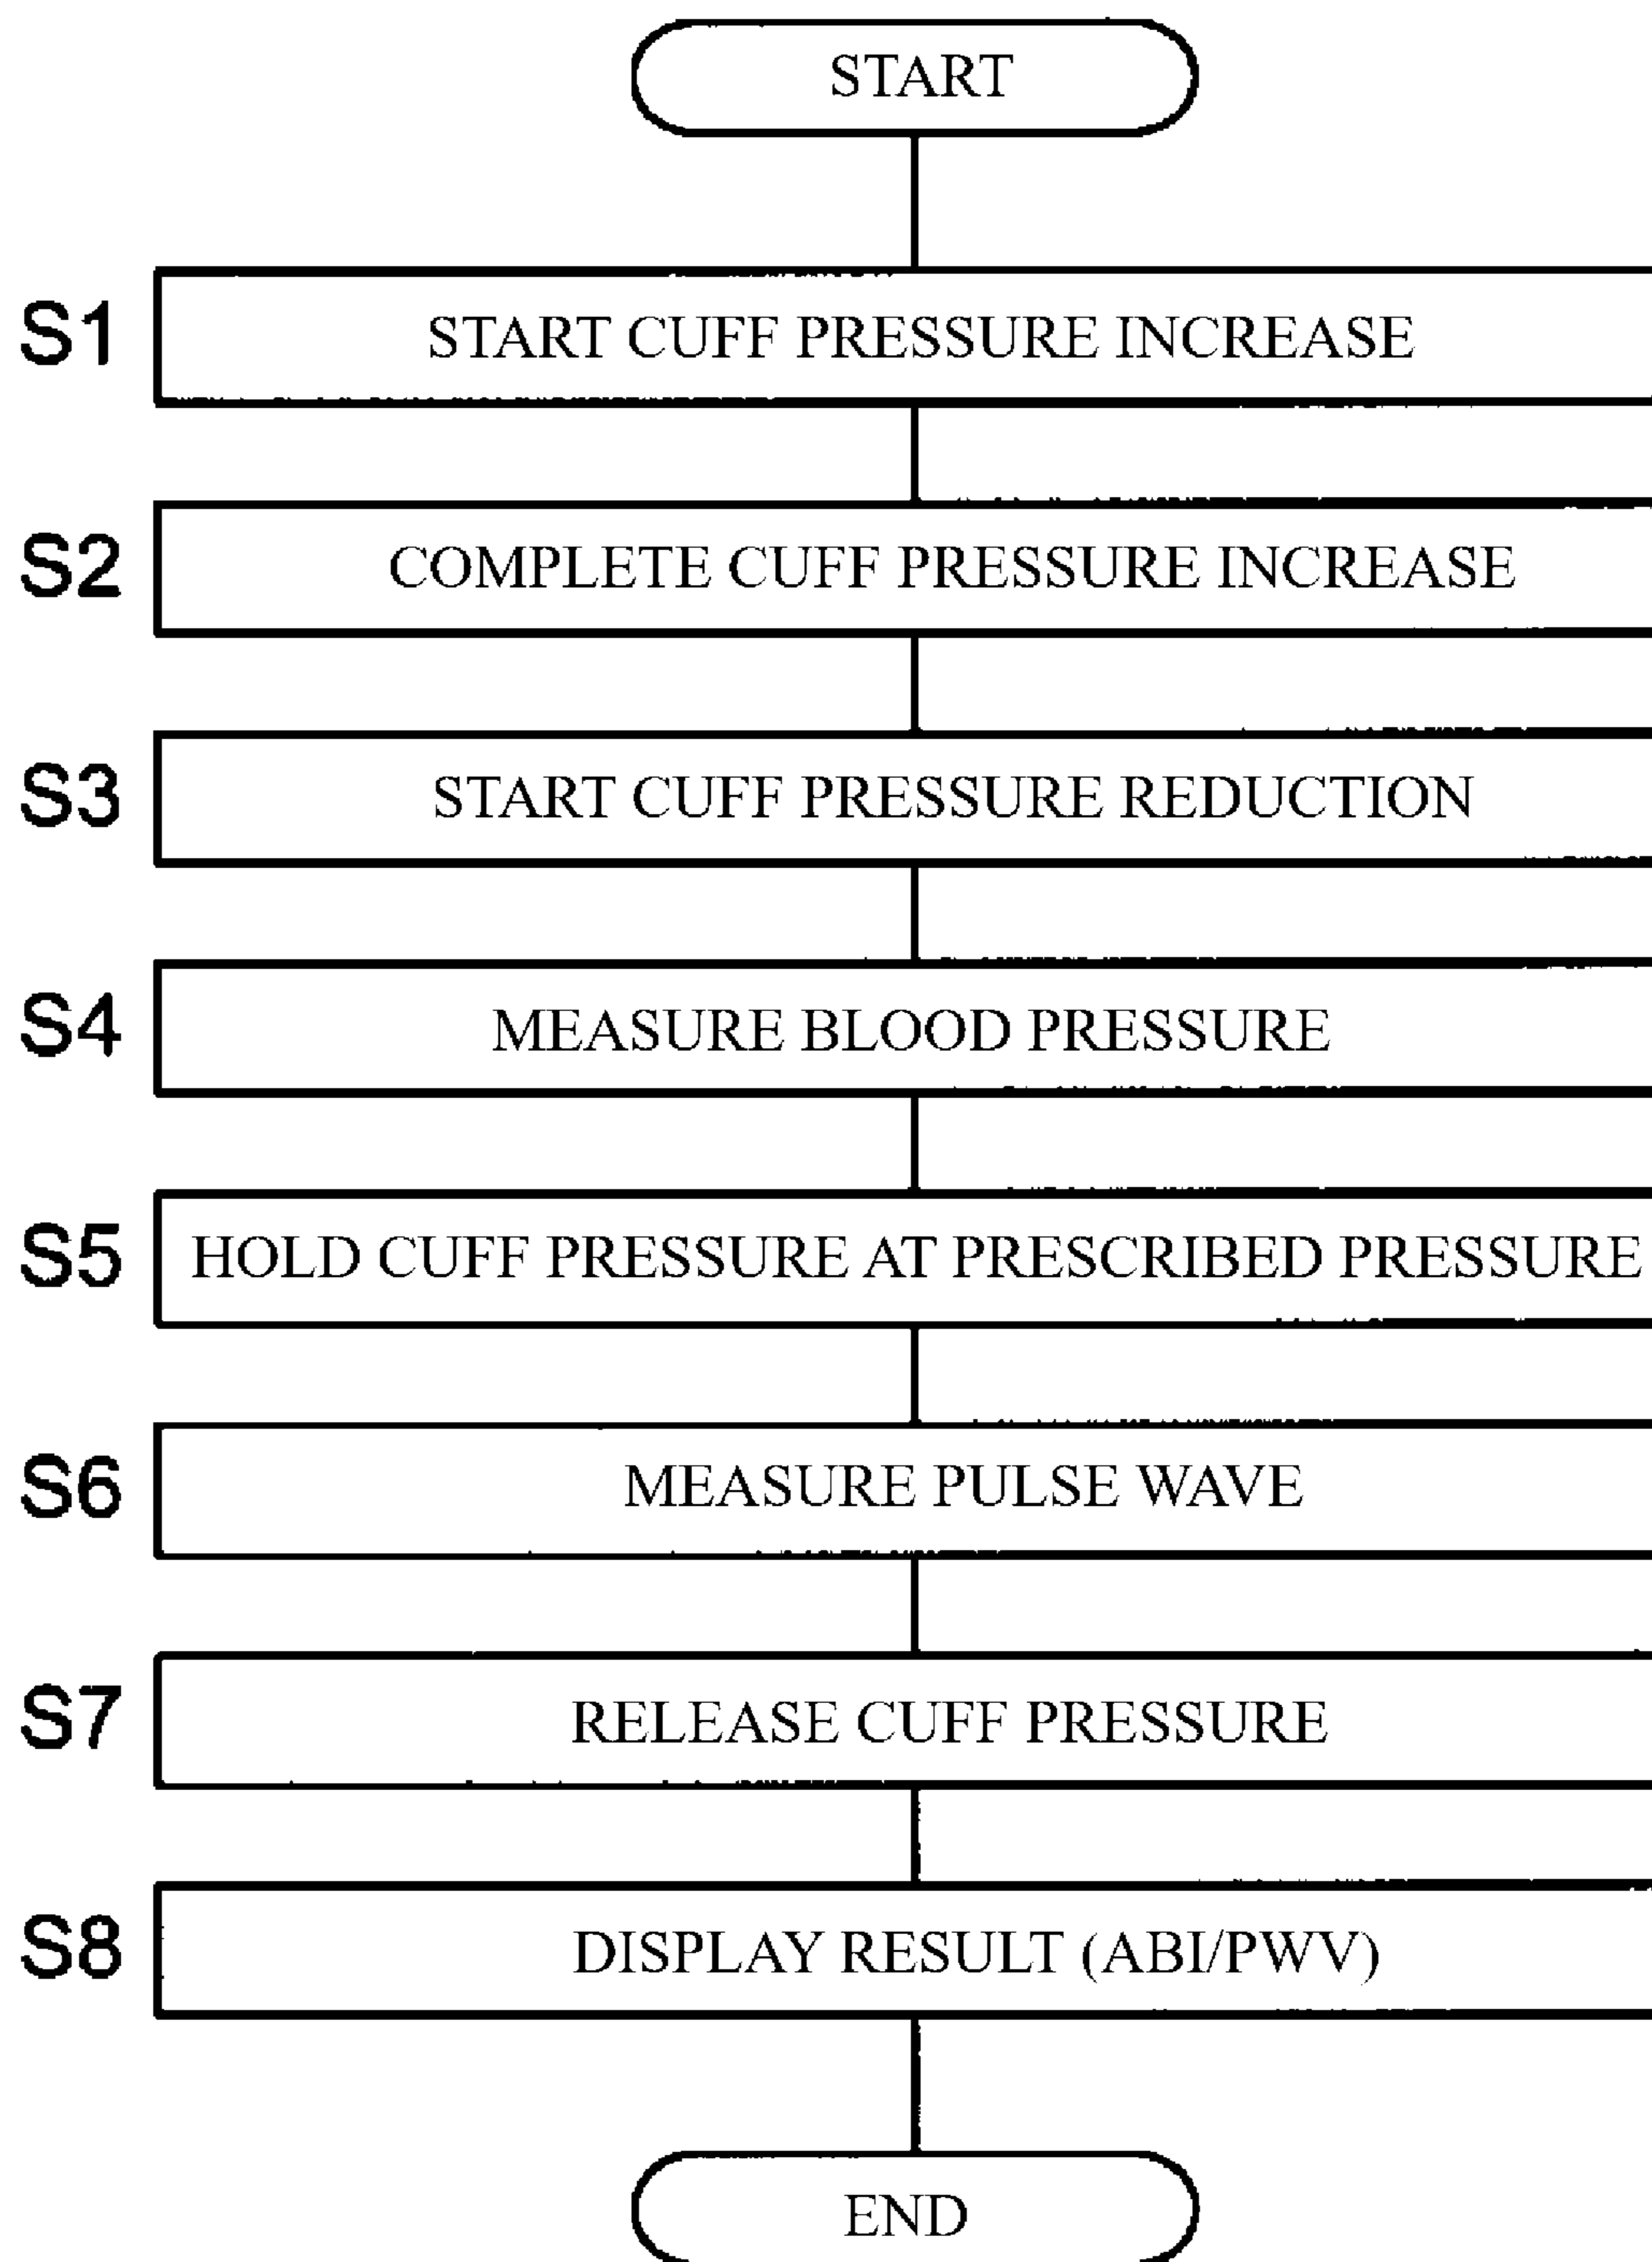 START
S1 START CUFF PRESSURE INCREASE
S2 COMPLETE CUFF PRESSURE INCREASE
S3 START CUFF PRESSURE REDUCTION
S4 MEASURE BLOOD PRESSURE
S5 HOLD CUFF PRESSURE AT PRESCRIBED PRESSURE
S6 MEASURE PULSE WAVE
S7 RELEASE CUFF PRESSURE
S8 DISPLAY RESULT (ABI/PWV)
END